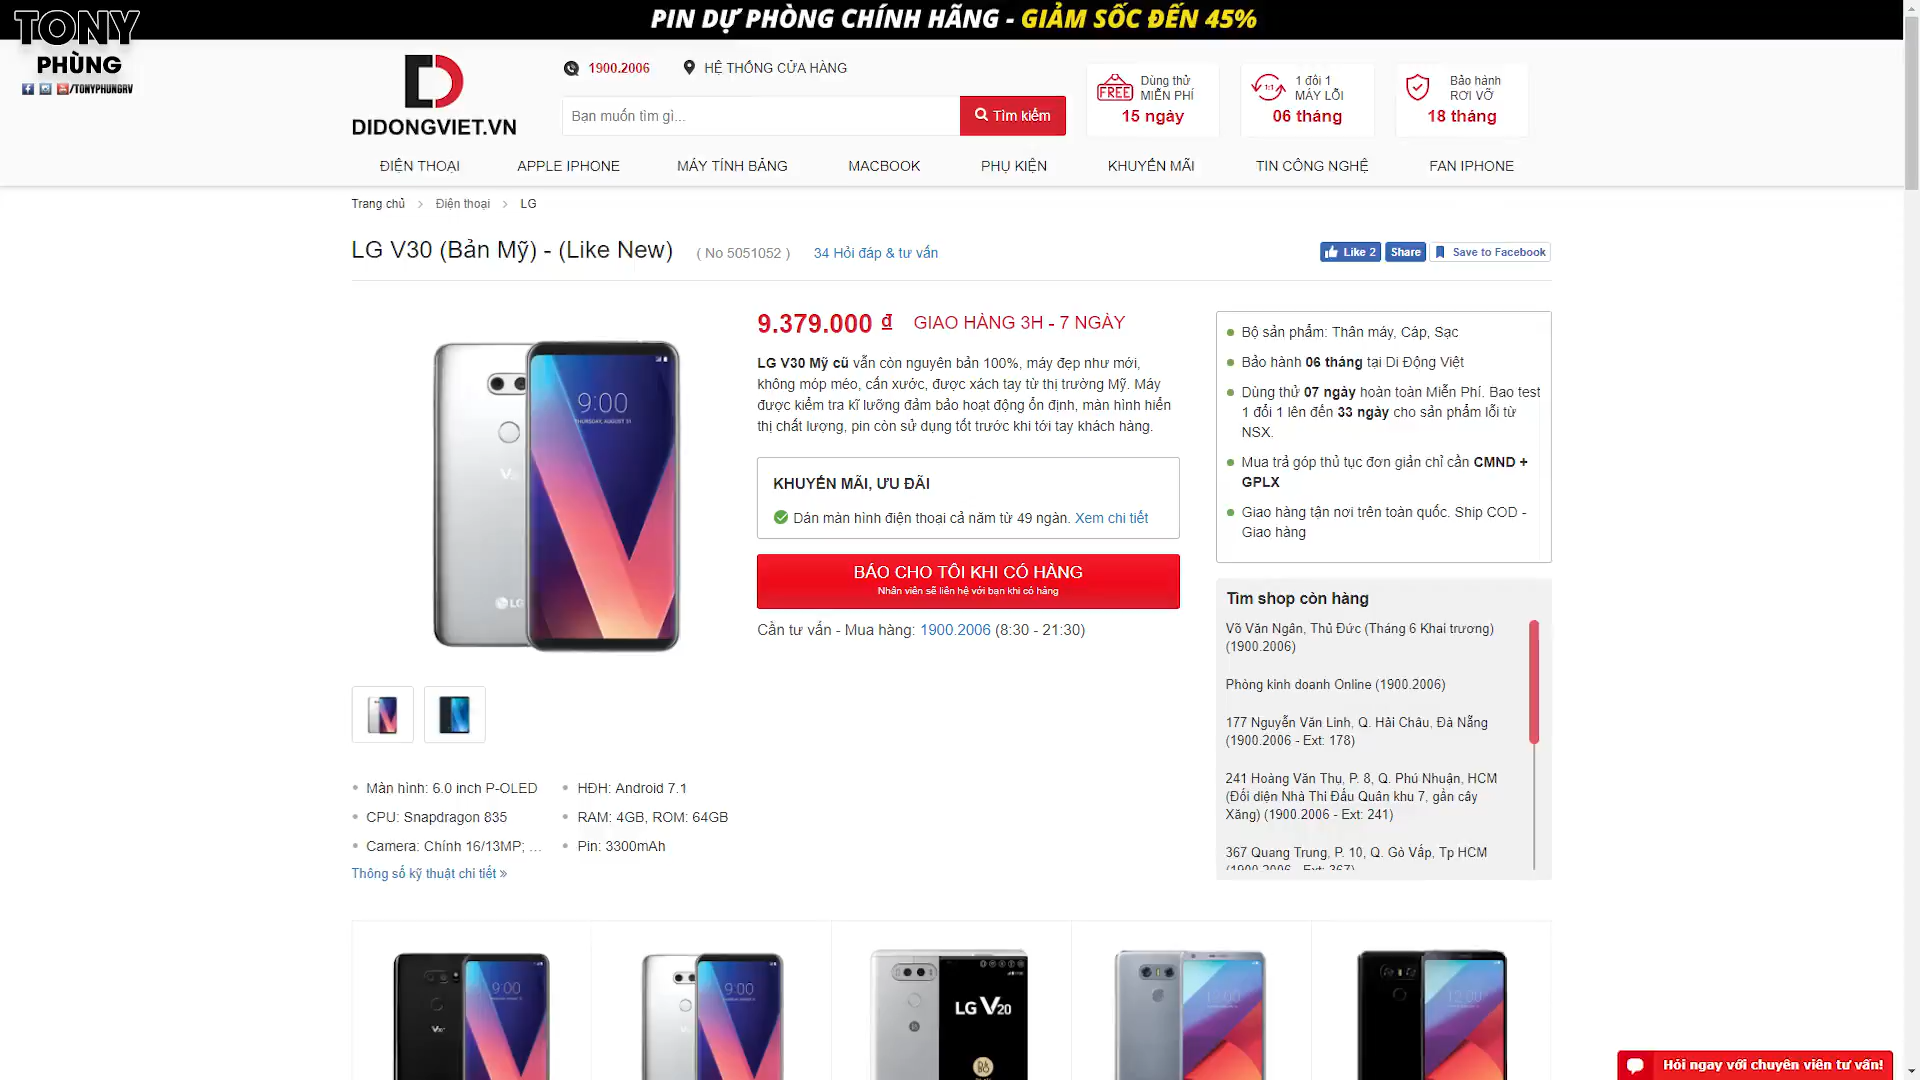 PIN DỰ PHÒNG CHÍNH HÃNG - GIẢM SỐC ĐẾN 45%
TONY
PHÙNG
/TONYPHUNGRV
DIDONGVIET.VN
1900.2006
HỆ THỐNG CỬA HÀNG
Bạn muốn tìm gì...
Tìm kiếm
FREE
Dùng thử
MIỄN PHÍ
15 ngày
1:1
1 đổi 1
MÁY LỖI
06 tháng
Bảo hành
RƠI VỠ
18 tháng
ĐIỆN THOẠI
APPLE IPHONE
MÁY TÍNH BẢNG
MACBOOK
PHỤ KIỆN
KHUYẾN MÃI
TIN CÔNG NGHỆ
FAN IPHONE
Trang chủ > Điện thoại > LG
LG V30 (Bản Mỹ) - (Like New) ( No 5051052 ) 34 Hỏi đáp & tư vấn
Like 2
Share
Save to Facebook
9:00
THURSDAY, AUGUST 31
LG
9.379.000 ₫ GIAO HÀNG 3H - 7 NGÀY
LG V30 Mỹ cũ vẫn còn nguyên bản 100%, máy đẹp như mới,
không móp méo, cấn xước, được xách tay từ thị trường Mỹ. Máy
được kiểm tra kĩ lưỡng đảm bảo hoạt động ổn định, màn hình hiển
thị chất lượng, pin còn sử dụng tốt trước khi tới tay khách hàng.
KHUYẾN MÃI, ƯU ĐÃI
Dán màn hình điện thoại cả năm từ 49 ngàn. Xem chi tiết
BÁO CHO TÔI KHI CÓ HÀNG
Nhân viên sẽ liên hệ với bạn khi có hàng
Cần tư vấn - Mua hàng: 1900.2006 (8:30 - 21:30)
Bộ sản phẩm: Thân máy, Cáp, Sạc
Bảo hành 06 tháng tại Di Động Việt
Dùng thử 07 ngày hoàn toàn Miễn Phí. Bao test
1 đổi 1 lên đến 33 ngày cho sản phẩm lỗi từ
NSX.
Mua trả góp thủ tục đơn giản chỉ cần CMND +
GPLX
Giao hàng tận nơi trên toàn quốc. Ship COD -
Giao hàng
Tìm shop còn hàng
Võ Văn Ngân, Thủ Đức (Tháng 6 Khai trương)
(1900.2006)
Phòng kinh doanh Online (1900.2006)
177 Nguyễn Văn Linh, Q. Hải Châu, Đà Nẵng
(1900.2006 - Ext: 178)
241 Hoàng Văn Thụ, P. 8, Q. Phú Nhuận, HCM
(Đối diện Nhà Thi Đấu Quân khu 7, gần cây
Xăng) (1900.2006 - Ext: 241)
367 Quang Trung, P. 10, Q. Gò Vấp, Tp HCM
(1900.2006 - Ext: 367)
Màn hình: 6.0 inch P-OLED
CPU: Snapdragon 835
Camera: Chính 16/13MP; ...
HĐH: Android 7.1
RAM: 4GB, ROM: 64GB
Pin: 3300mAh
Thông số kỹ thuật chi tiết »
9:00
V30+
9:00
LG V20
12:00
12:00
Hỏi ngay với chuyên viên tư vấn!